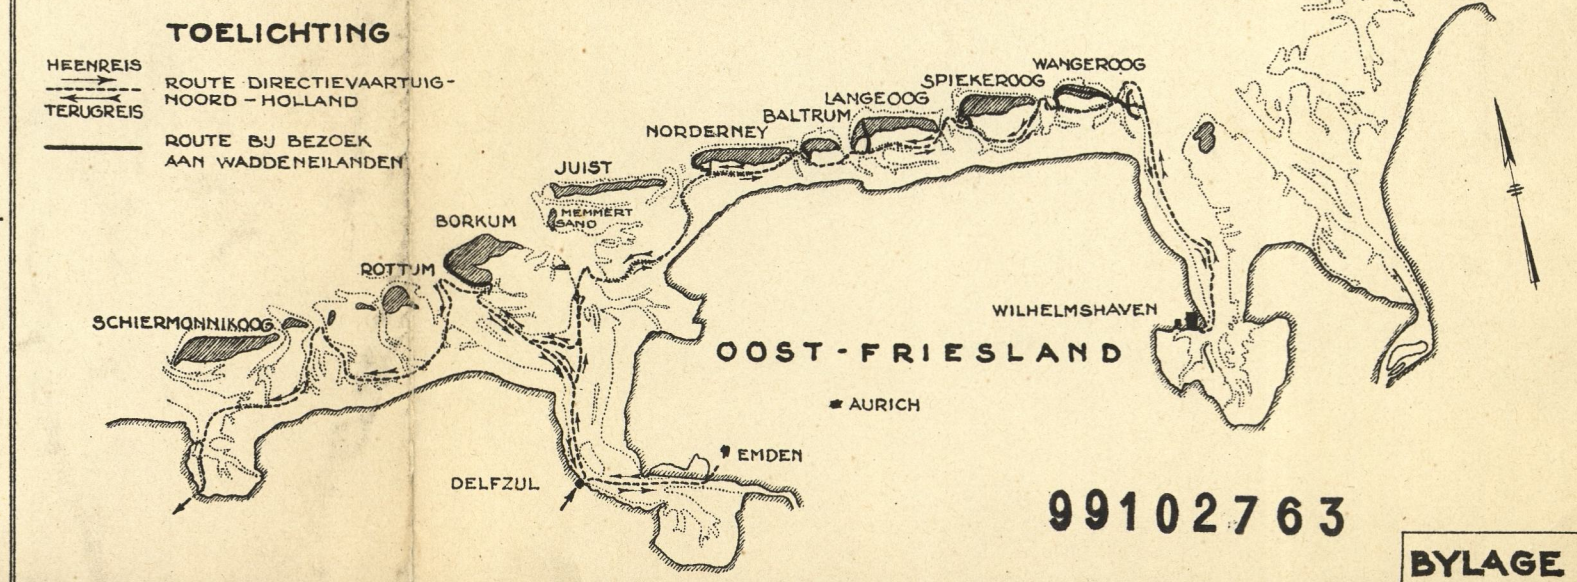 TOELICHTING
HEENREIS
TERUGREIS
ROUTE DIRECTIEVAARTUIG-
NOORD-HOLLAND
ROUTE BIJ BEZOEK
AAN WADDENEILANDEN
WANGEROOG
SPIEKEROOG
LANGEOOG
BALTRUM
NORDERNEY
JUIST
MEMMERT
SAND
BORKUM
ROTTUM
SCHIERMONNIKOOG
WILHELMSHAVEN
OOST-FRIESLAND
AURICH
EMDEN
DELFZIJL
99102763
BYLAGE